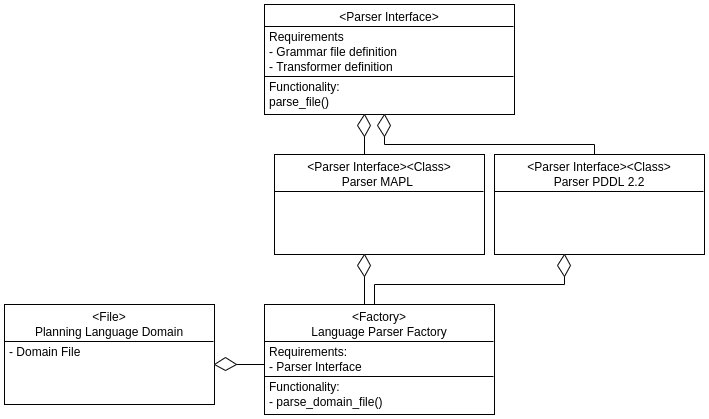 <Parser Interface>
Requirements
- Grammar file definition
- Transformer definition
Functionality:
parse_file()
<Parser Interface><Class>
Parser MAPL
<Parser Interface><Class>
Parser PDDL 2.2
<File>
Planning Language Domain
- Domain File
<Factory>
Language Parser Factory
Requirements:
- Parser Interface
Functionality:
- parse_domain_file()